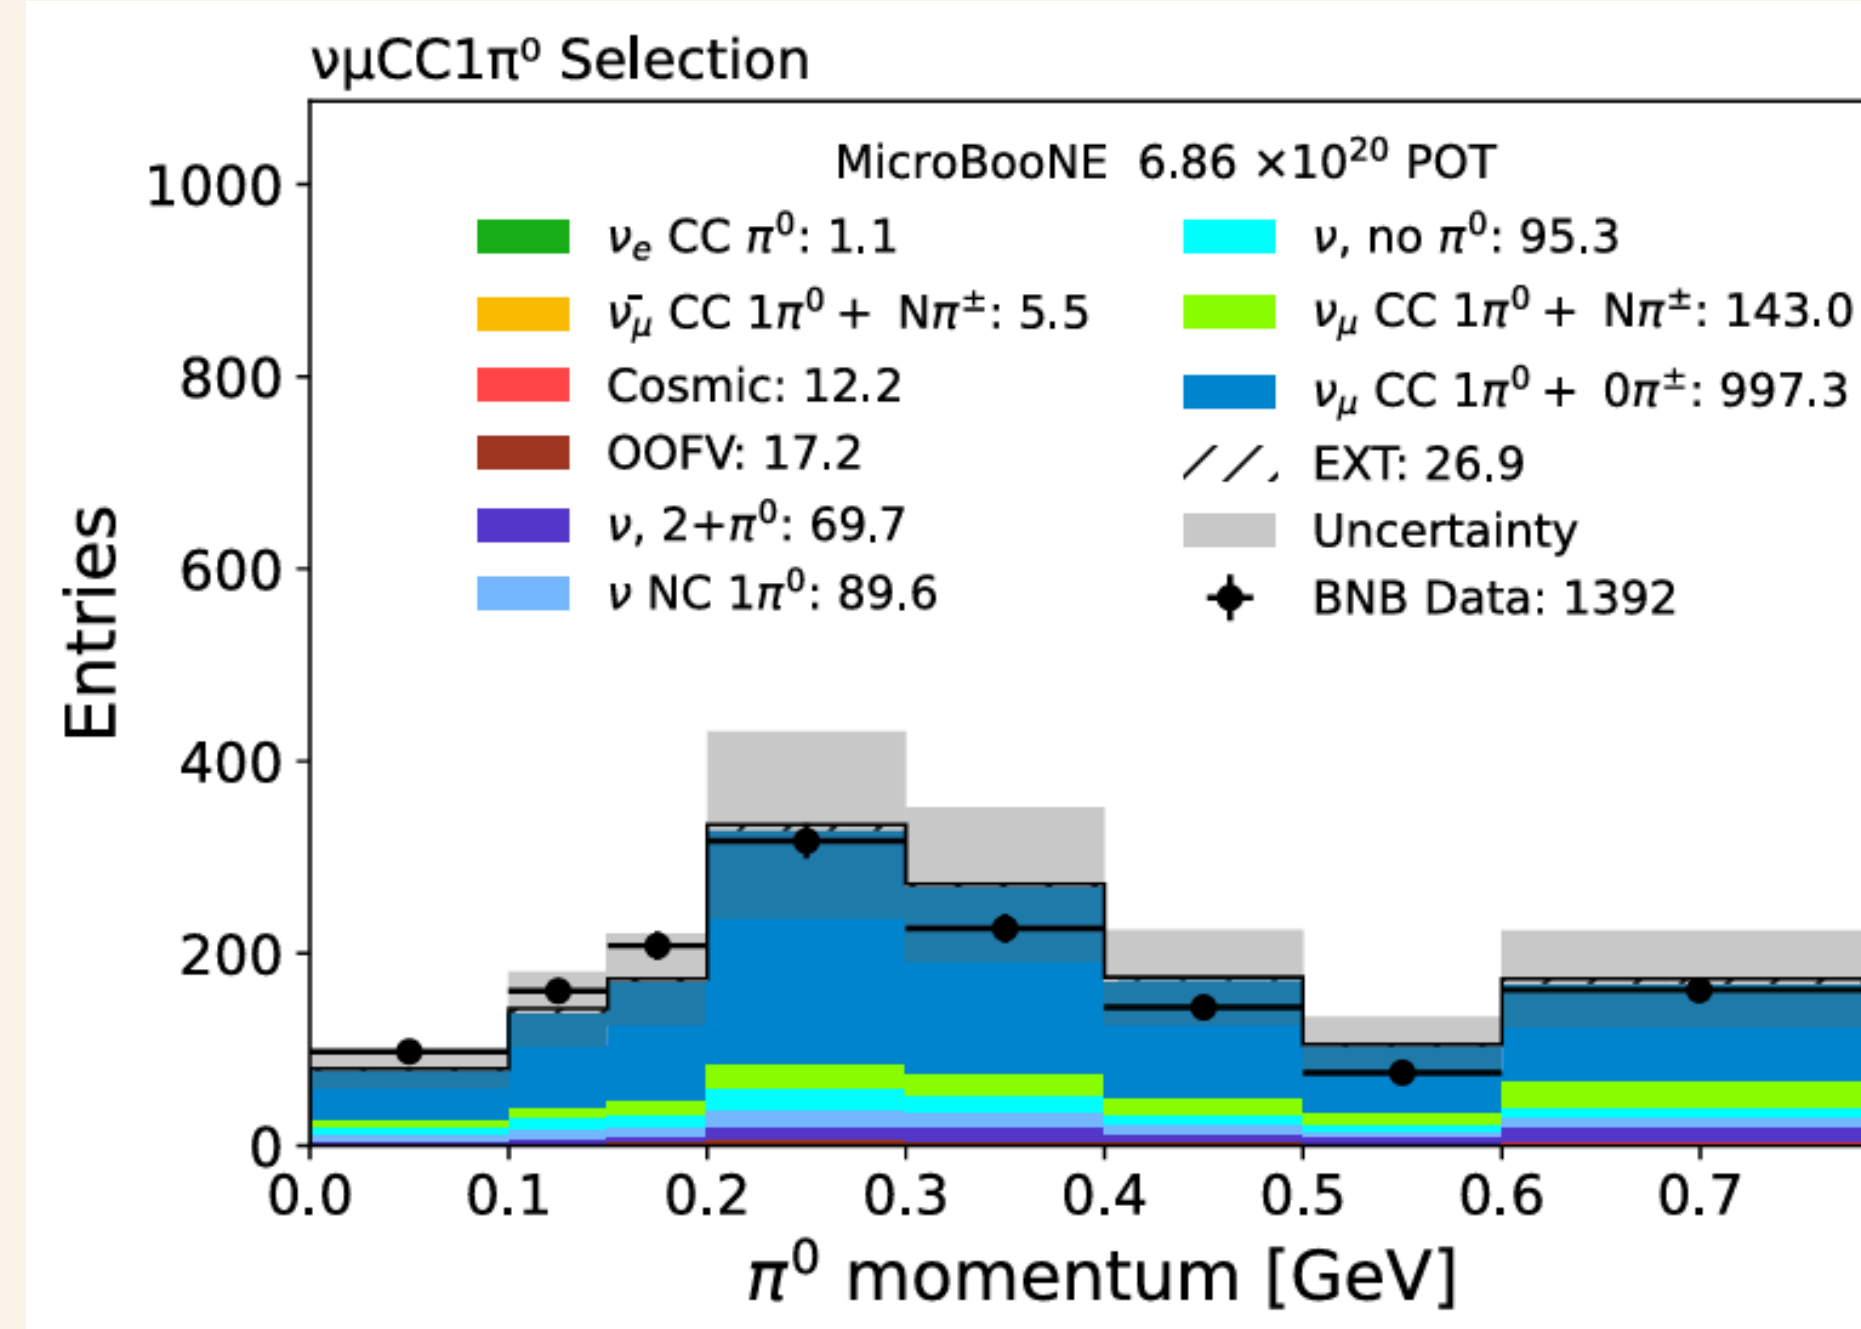 νμCC1π⁰ Selection
MicroBooNE 6.86 ×10²⁰ POT
νₑ CC π⁰: 1.1
ν̄_μ CC 1π⁰ + Nπ±: 5.5
Cosmic: 12.2
OOFV: 17.2
ν, 2+π⁰: 69.7
ν NC 1π⁰: 89.6
ν, no π⁰: 95.3
ν_μ CC 1π⁰ + Nπ±: 143.0
ν_μ CC 1π⁰ + 0π±: 997.3
EXT: 26.9
Uncertainty
BNB Data: 1392
Entries
1000
800
600
400
200
0
0.0 0.1 0.2 0.3 0.4 0.5 0.6 0.7
π⁰ momentum [GeV]